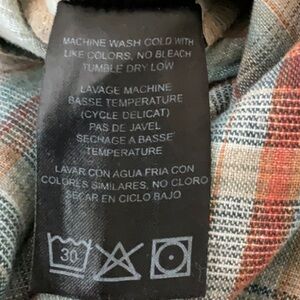 MACHINE WASH COLD WITH
LIKE COLORS, NO BLEACH
TUMBLE DRY LOW
LAVAGE MACHINE
BASSE TEMPERATURE
(CYCLE DELICAT)
PAS DE JAVEL
SECHAGE A BASSE
TEMPERATURE
LAVAR CON AGUA FRIA CON
COLORES SIMILARES, NO CLORO
SECAR EN CICLO BAJO
30